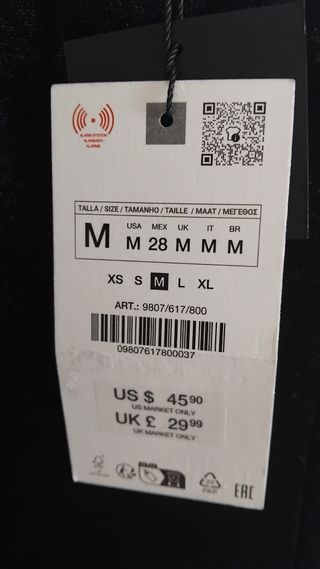 ALARM SYSTEM
ALARMADO
ALARME
TALLA / SIZE / TAMANHO / TAILLE / MAAT / ΜΕΓΕΘΟΣ
USA MEX UK IT BR
M M 28 M M M
XS S M L XL
ART.: 9807/617/800
09807617800037
US $ 45.90
US MARKET ONLY
UK £ 29.99
UK MARKET ONLY
22
PAP
EAC